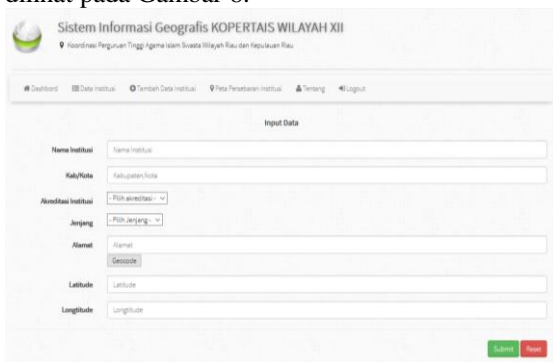 dilihat pada Gambar 8.
Sistem Informasi Geografis KOPERTAIS WILAYAH XII
Koordinasi Perguruan Tinggi Agama Islam Swasta Wilayah Riau dan Kepulauan Riau
Dashbord Data Institusi Tambah Data Institusi Peta Persebaran Institusi Tentang Logout
Input Data
Nama Institusi Nama Institusi
Kab/Kota Kabupaten/Kota
Akreditasi Institusi - Pilih akreditasi -
Jenjang - Pilih Jenjang -
Alamat Alamat
Geocode
Latitude Latitude
Longtitude Longtitude
Submit Reset